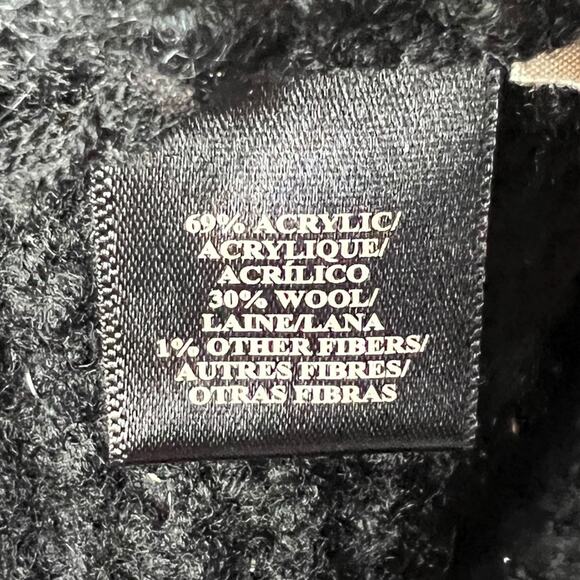 69% ACRYLIC/
ACRYLIQUE/
ACRÍLICO
30% WOOL/
LAINE/LANA
1% OTHER FIBERS/
AUTRES FIBRES/
OTRAS FIBRAS